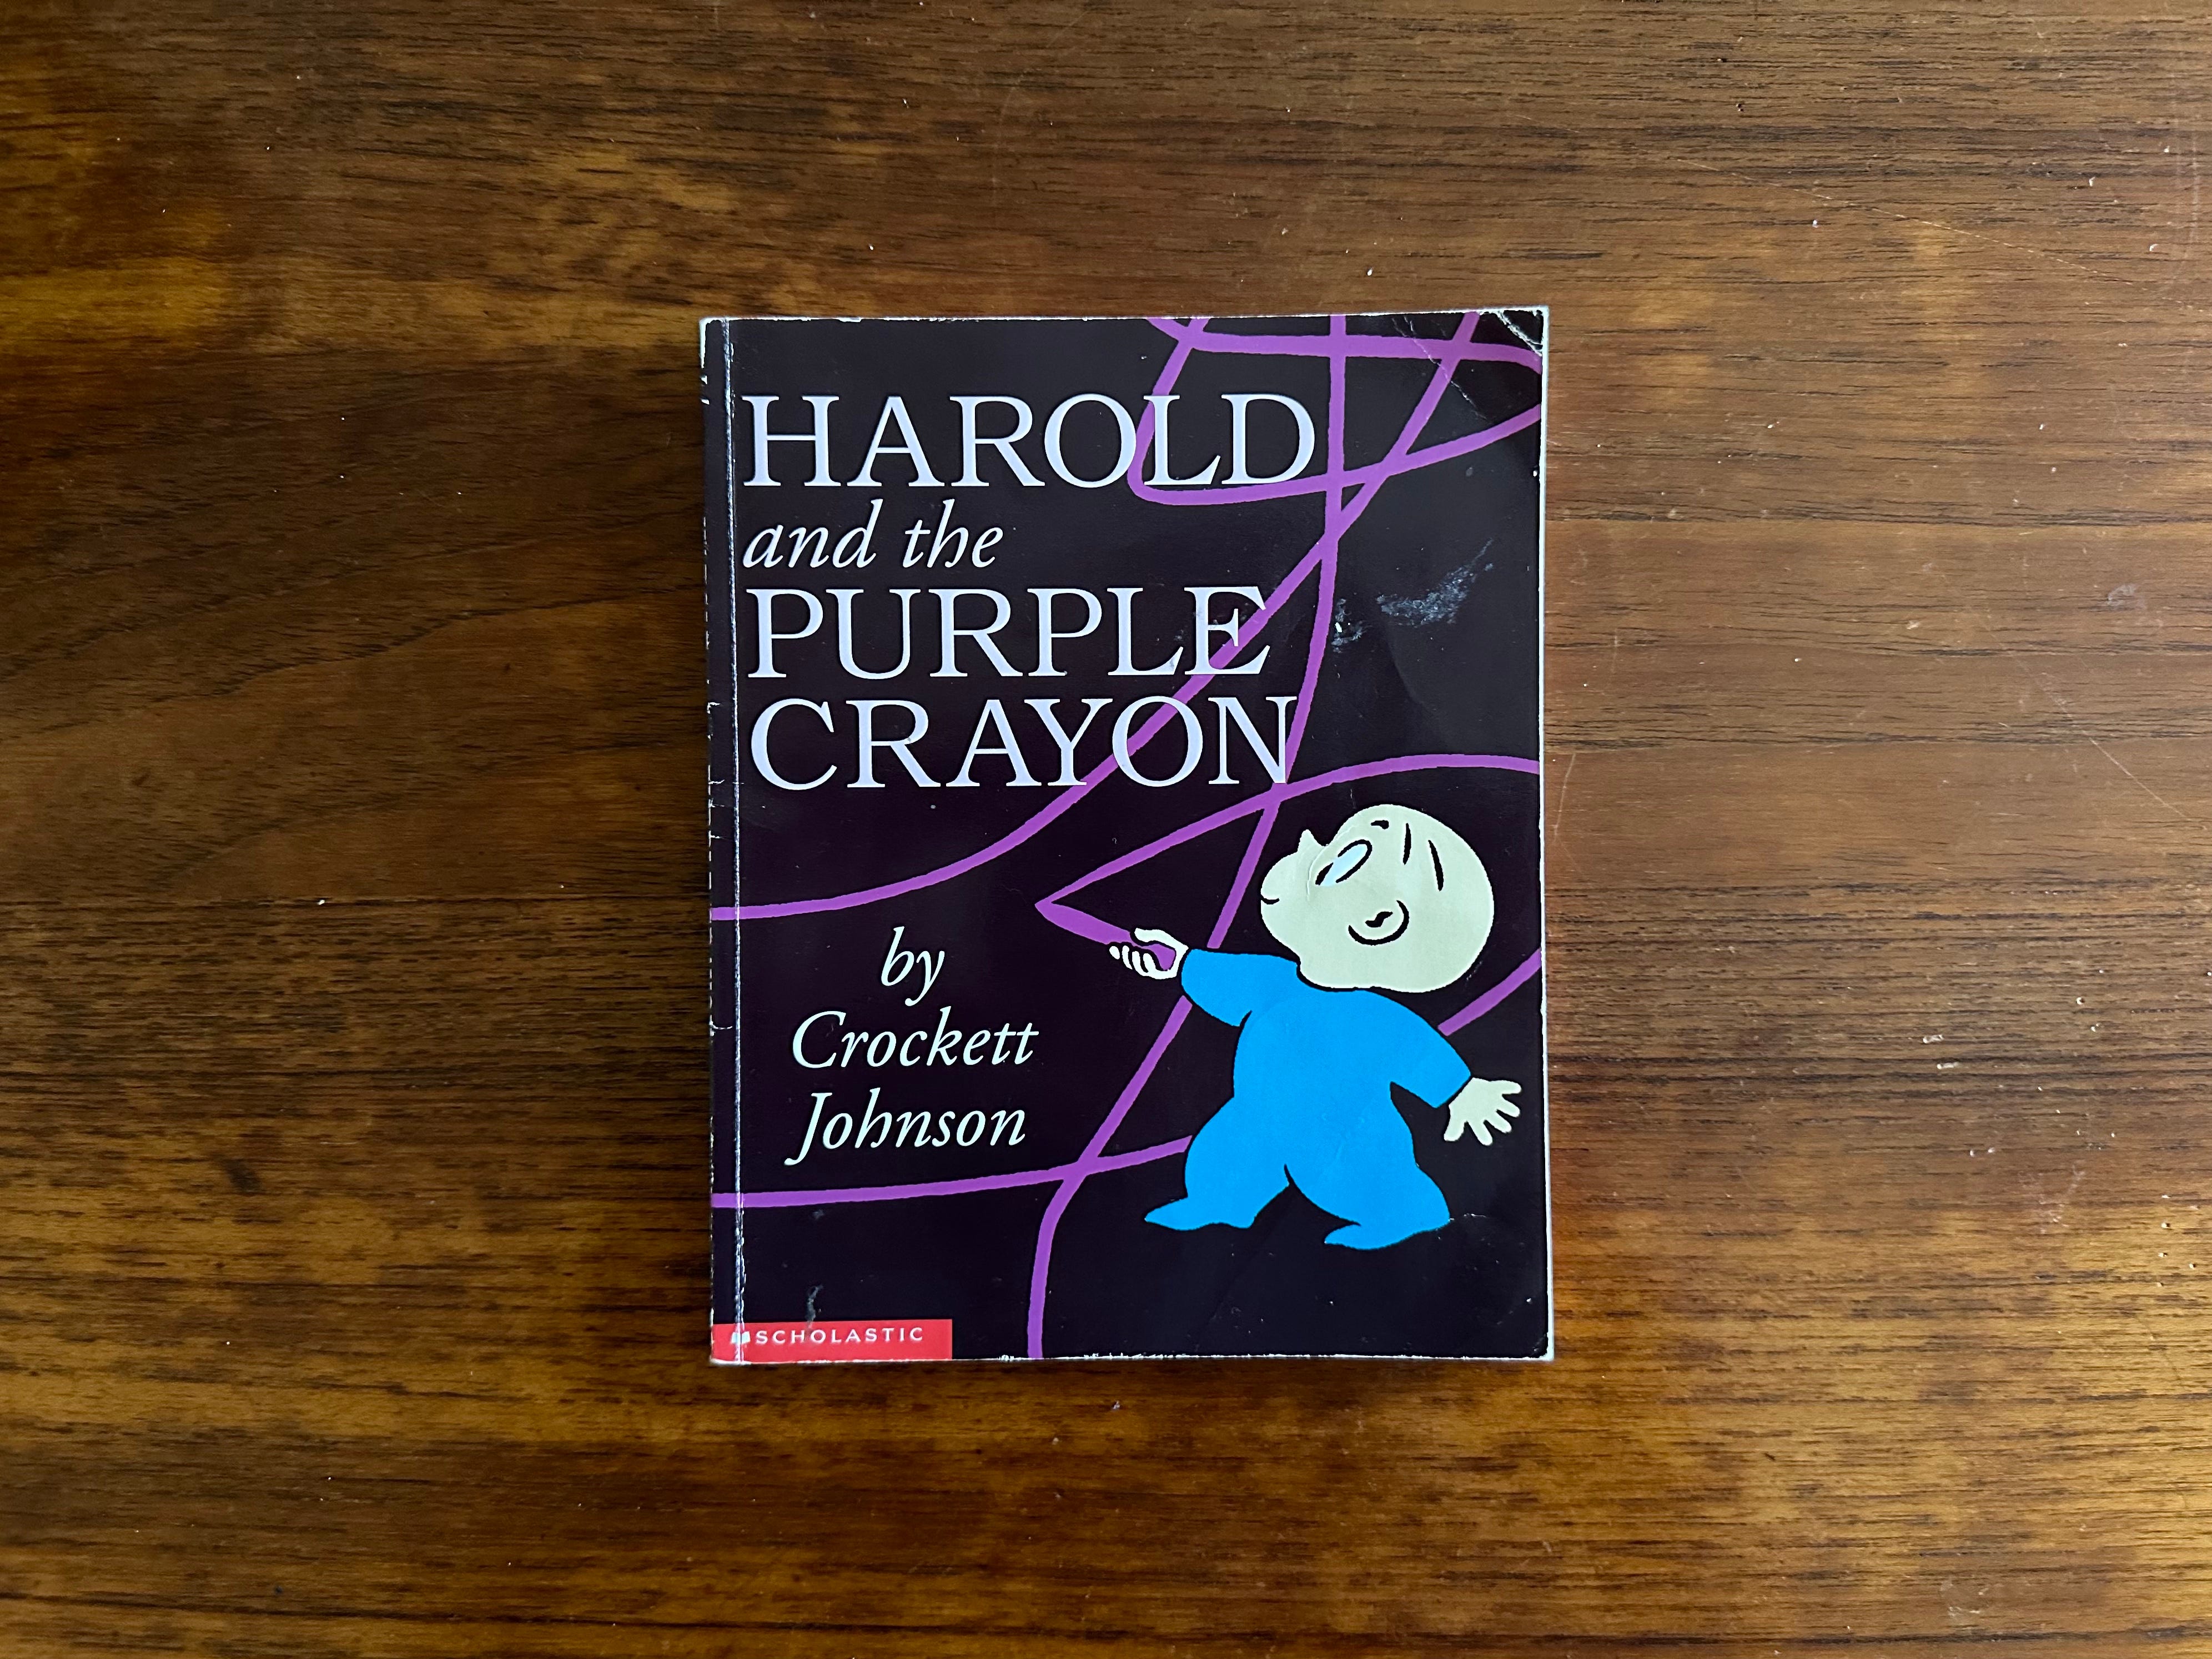 HAROLD
and the
PURPLE
CRAYON
by
Crockett
Johnson
SCHOLASTIC